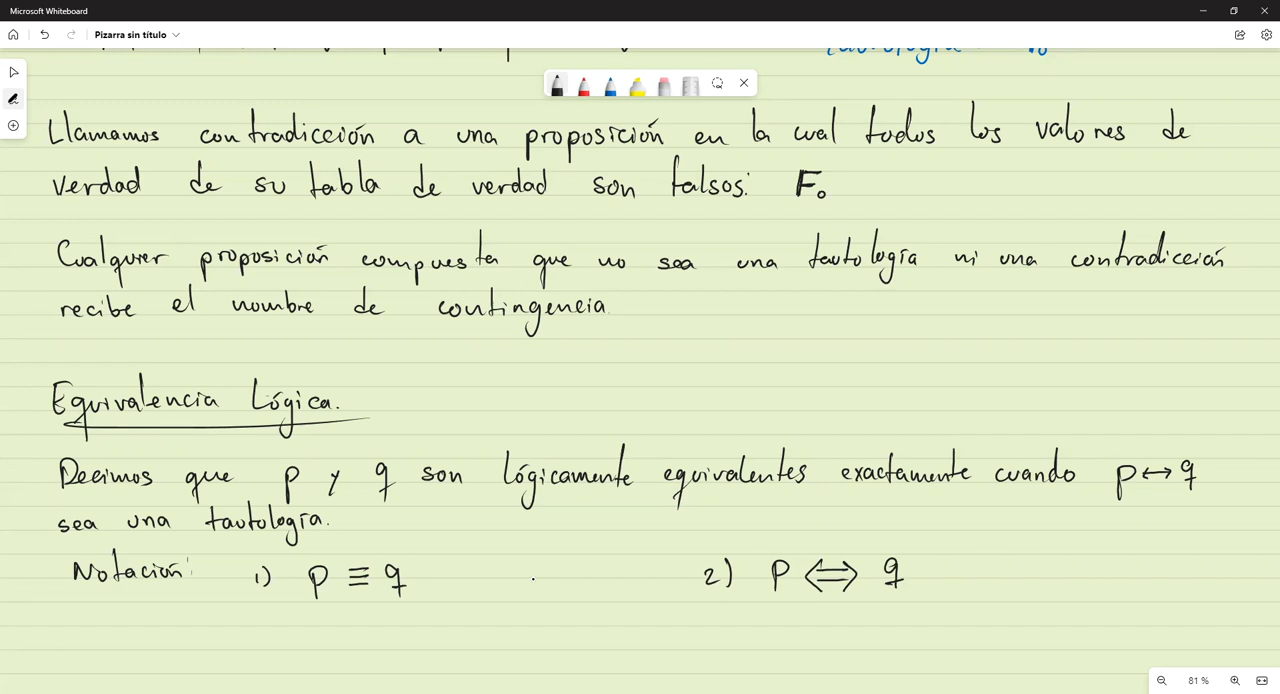 Microsoft Whiteboard
Pizarra sin título
Llamamos contradicción a una proposición en la cual todos los valores de
verdad de su tabla de verdad son falsos: F₀
Cualquier proposición compuesta que no sea una tautología ni una contradicción
recibe el nombre de contingencia.
Equivalencia Lógica.
Decimos que p y q son lógicamente equivalentes exactamente cuando p ↔ q
sea una tautología.
Notación: 1) p ≡ q 2) p ⟺ q
81 %